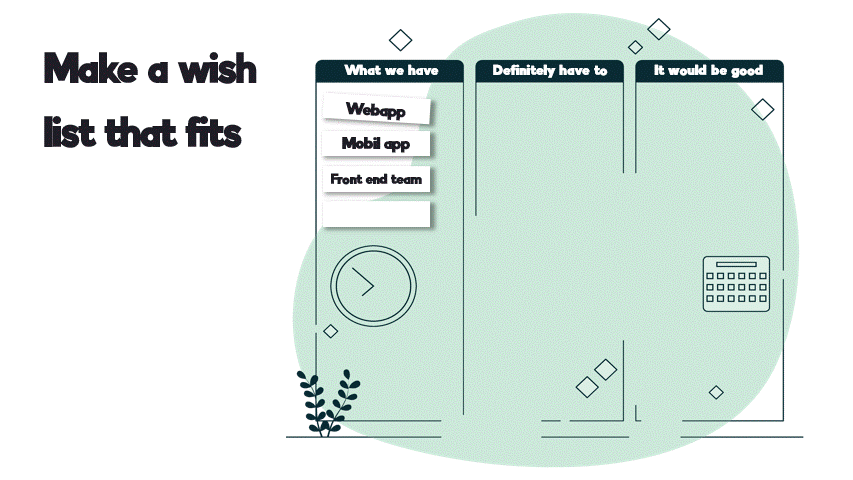 Make a wish
list that fits
What we have
Definitely have to
It would be good
Webapp
Mobil app
Front end team